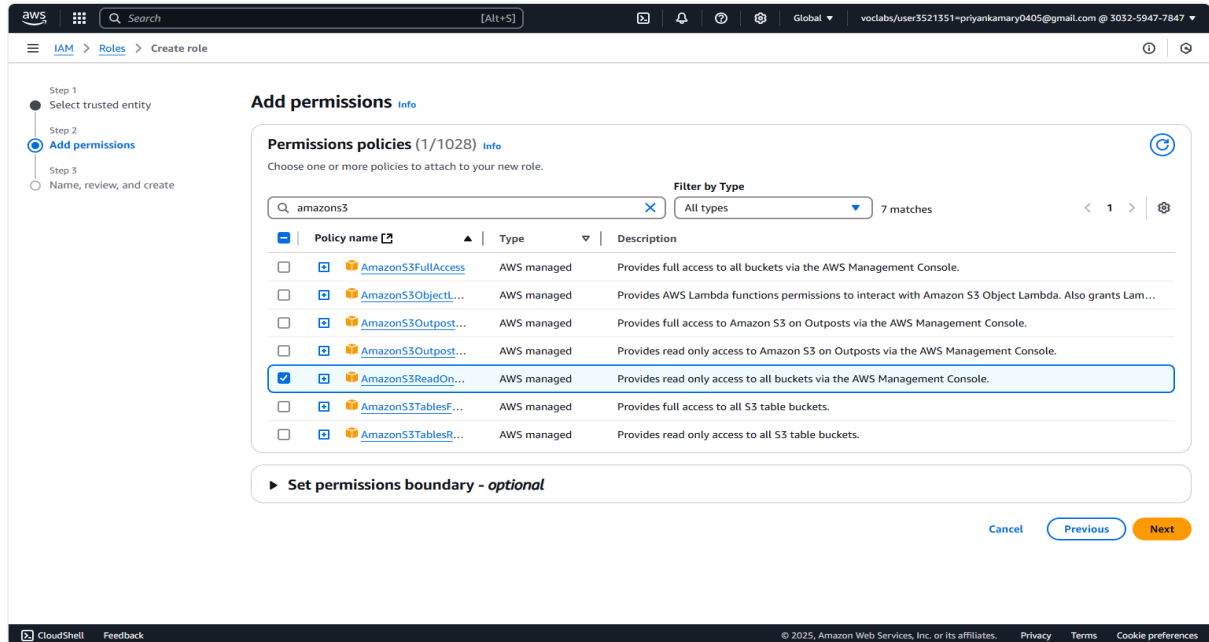 aws Search [Alt+S] Global voclabs/user3521351=priyankamary0405@gmail.com @ 3032-5947-7847
IAM > Roles > Create role
Step 1
Select trusted entity
Step 2
Add permissions
Step 3
Name, review, and create
Add permissions Info
Permissions policies (1/1028) Info
Choose one or more policies to attach to your new role.
Filter by Type
amazons3 All types 7 matches 1
Policy name Type Description
AmazonS3FullAccess AWS managed Provides full access to all buckets via the AWS Management Console.
AmazonS3ObjectL... AWS managed Provides AWS Lambda functions permissions to interact with Amazon S3 Object Lambda. Also grants Lam...
AmazonS3Outpost... AWS managed Provides full access to Amazon S3 on Outposts via the AWS Management Console.
AmazonS3Outpost... AWS managed Provides read only access to Amazon S3 on Outposts via the AWS Management Console.
AmazonS3ReadOn... AWS managed Provides read only access to all buckets via the AWS Management Console.
AmazonS3TablesF... AWS managed Provides full access to all S3 table buckets.
AmazonS3TablesR... AWS managed Provides read only access to all S3 table buckets.
Set permissions boundary - optional
Cancel Previous Next
CloudShell Feedback © 2025, Amazon Web Services, Inc. or its affiliates. Privacy Terms Cookie preferences